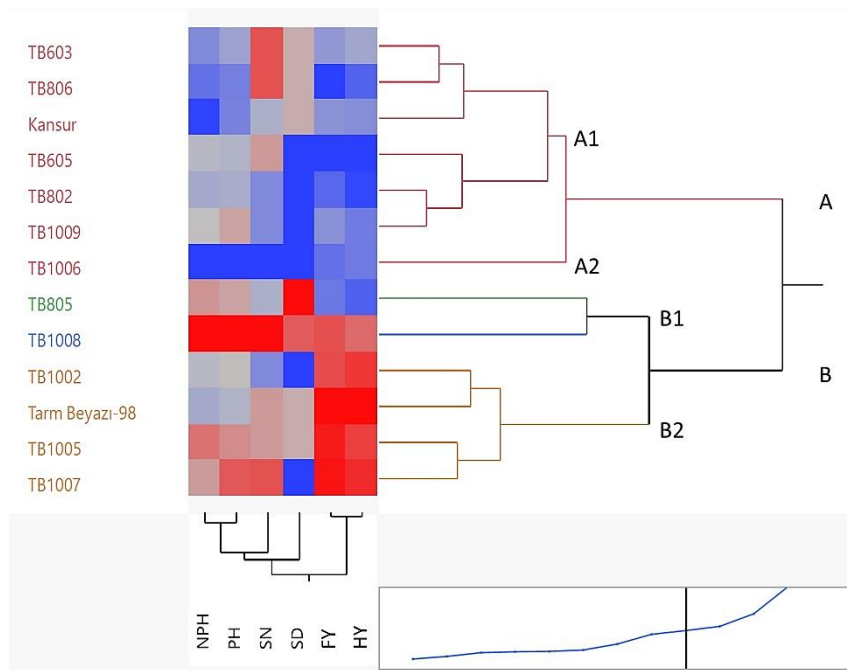 TB603
TB806
Kansur
TB605
TB802
TB1009
TB1006
TB805
TB1008
TB1002
Tarm Beyazı-98
TB1005
TB1007
A1
A
A2
B1
B
B2
NPH
PH
SN
SD
FY
HY